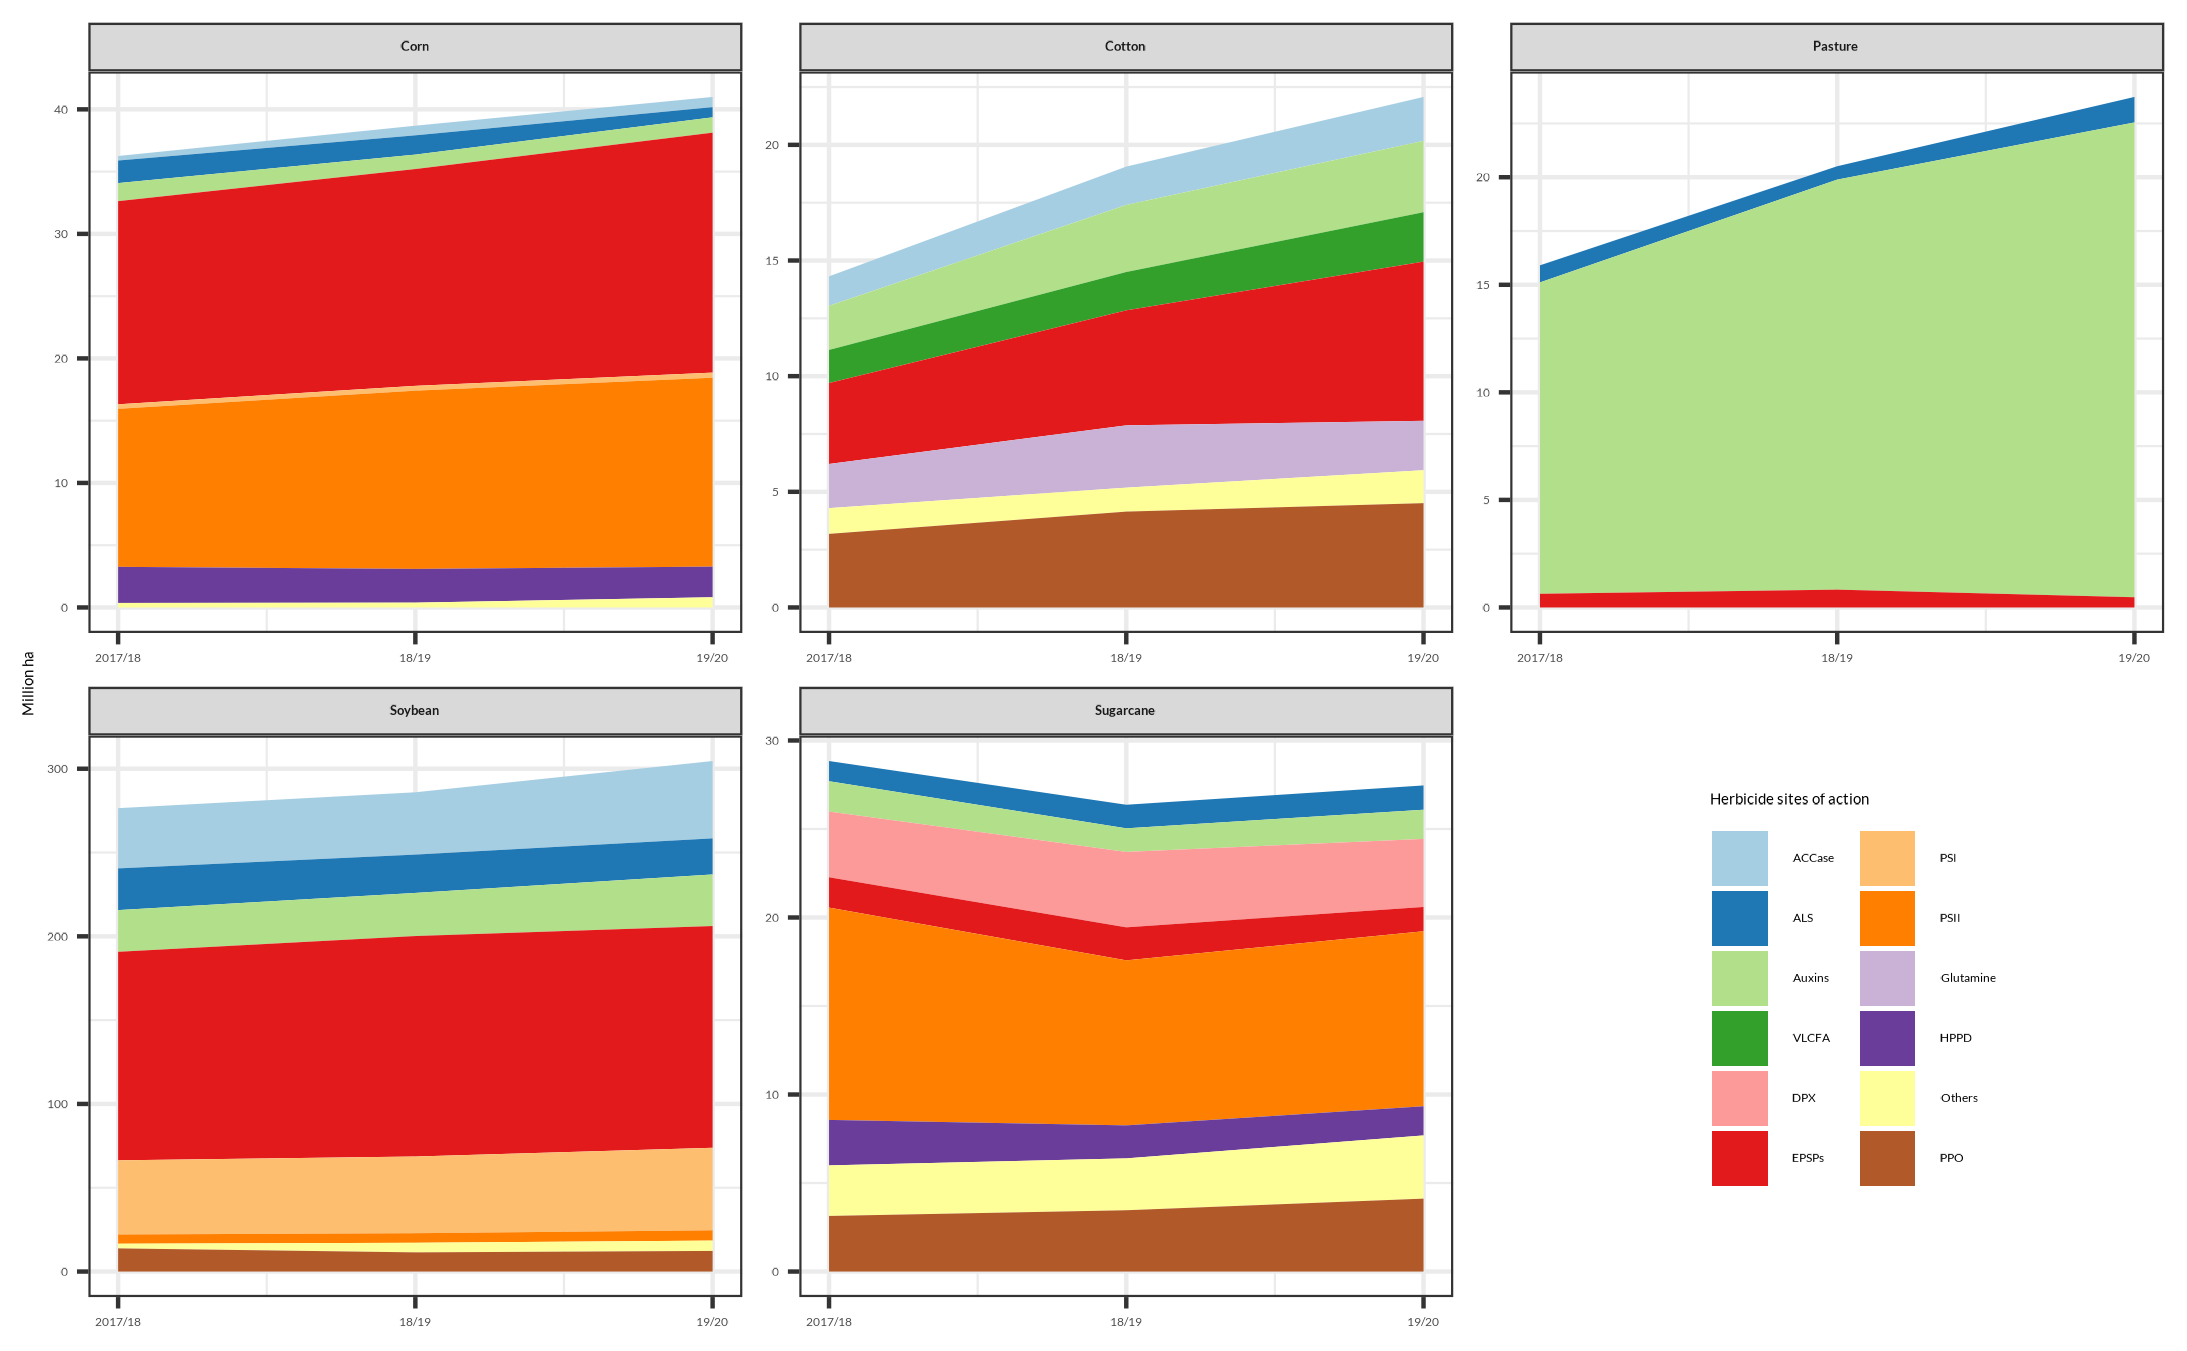 Corn
Cotton
Pasture
40
30
20
10
0
20
15
10
5
0
20
15
10
5
0
2017/18 18/19 19/20
2017/18 18/19 19/20
2017/18 18/19 19/20
Million ha
Soybean
Sugarcane
300
200
100
0
30
20
10
0
2017/18 18/19 19/20
2017/18 18/19 19/20
Herbicide sites of action
ACCase
ALS
Auxins
VLCFA
DPX
EPSPs
PSI
PSII
Glutamine
HPPD
Others
PPO